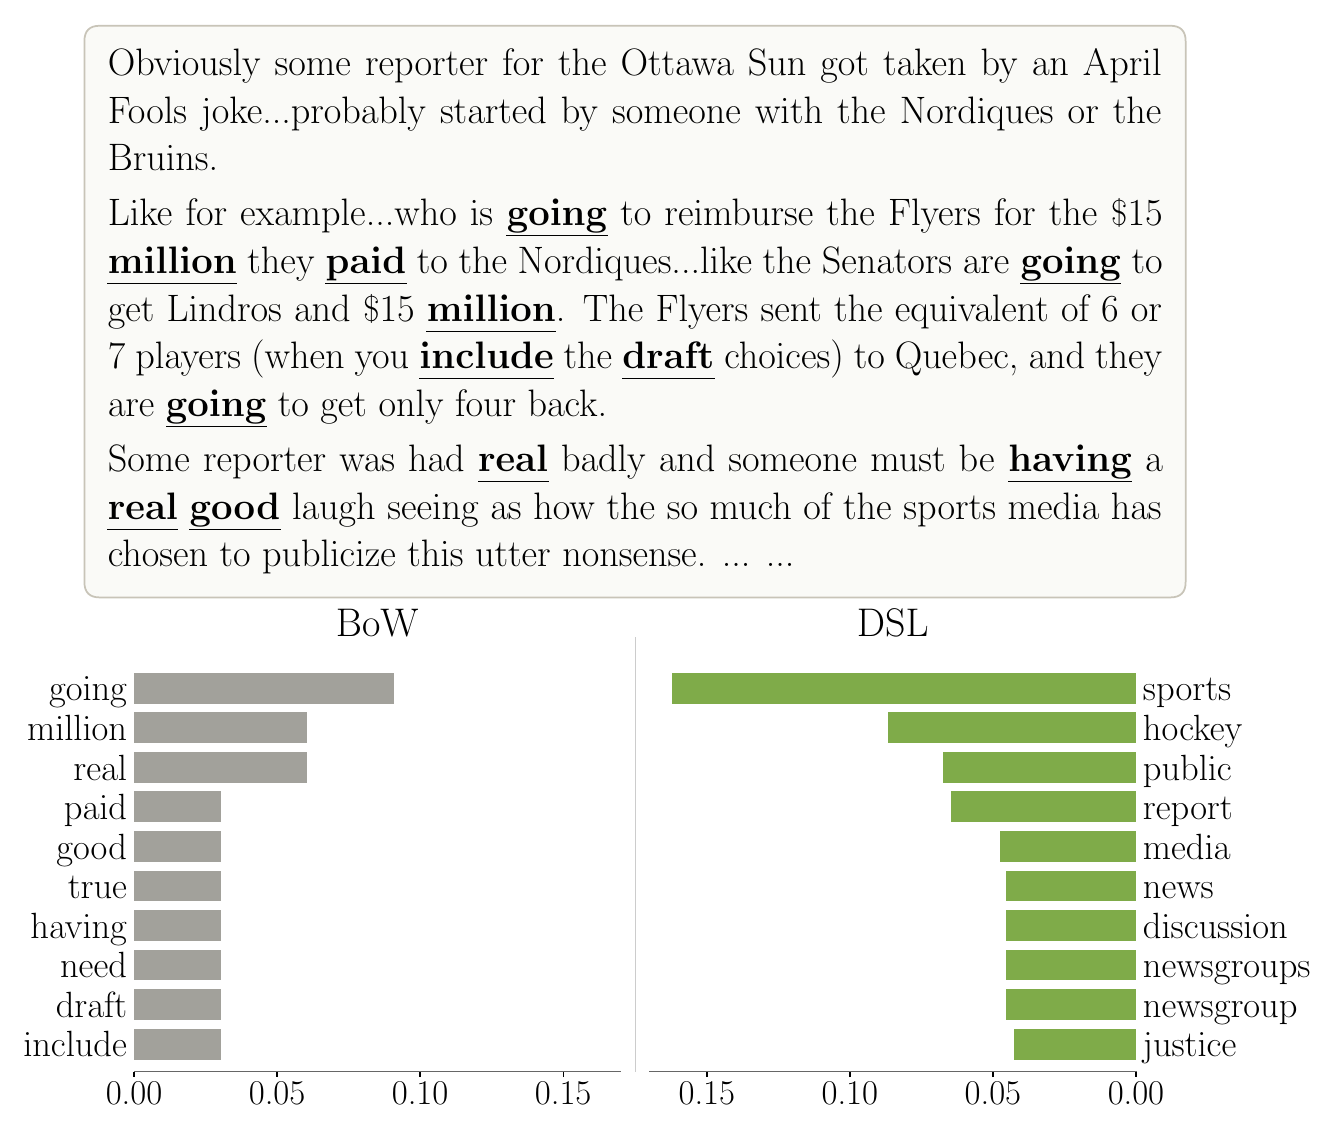 Obviously some reporter for the Ottawa Sun got taken by an April
Fools joke...probably started by someone with the Nordiques or the
Bruins.
Like for example...who is going to reimburse the Flyers for the $15
million they paid to the Nordiques...like the Senators are going to
get Lindros and $15 million. The Flyers sent the equivalent of 6 or
7 players (when you include the draft choices) to Quebec, and they
are going to get only four back.
Some reporter was had real badly and someone must be having a
real good laugh seeing as how the so much of the sports media has
chosen to publicize this utter nonsense. ... ...
BoW
going
million
real
paid
good
true
having
need
draft
include
0.00 0.05 0.10 0.15
DSL
sports
hockey
public
report
media
news
discussion
newsgroups
newsgroup
justice
0.15 0.10 0.05 0.00